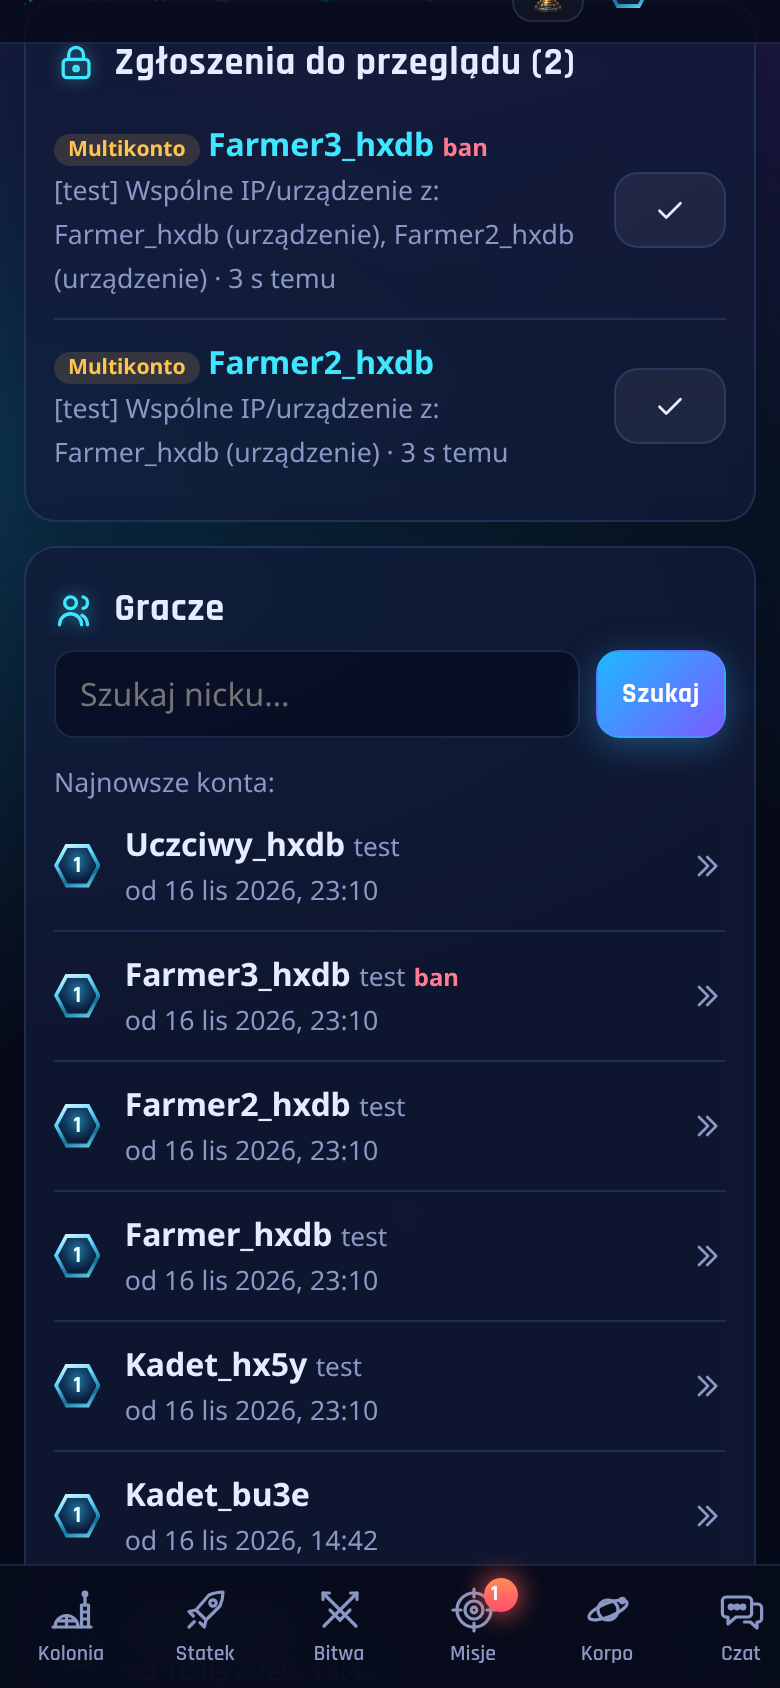 Zgłoszenia do przeglądu (2)
Multikonto Farmer3_hxdb ban
[test] Wspólne IP/urządzenie z:
Farmer_hxdb (urządzenie), Farmer2_hxdb
(urządzenie) · 3 s temu
Multikonto Farmer2_hxdb
[test] Wspólne IP/urządzenie z:
Farmer_hxdb (urządzenie) · 3 s temu
Gracze
Szukaj nicku...
Szukaj
Najnowsze konta:
1 Uczciwy_hxdb test
od 16 lis 2026, 23:10
1 Farmer3_hxdb test ban
od 16 lis 2026, 23:10
1 Farmer2_hxdb test
od 16 lis 2026, 23:10
1 Farmer_hxdb test
od 16 lis 2026, 23:10
1 Kadet_hx5y test
od 16 lis 2026, 23:10
1 Kadet_bu3e
od 16 lis 2026, 14:42
1
Kolonia Statek Bitwa Misje Korpo Czat